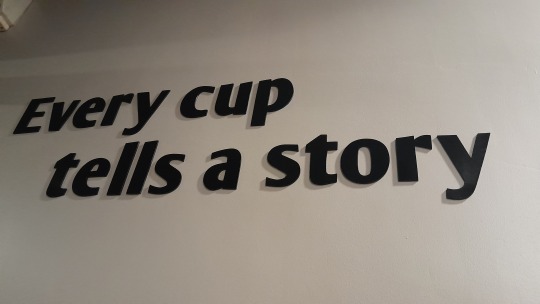 Every cup
tells a story